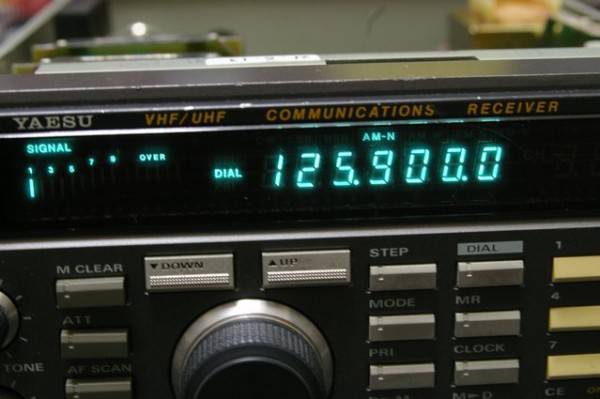 YAESU VHF/UHF COMMUNICATIONS RECEIVER
SIGNAL
1 3 5 7 9 OVER
AM-N
DIAL 125.900.0
M CLEAR
▼DOWN
▲UP
STEP
DIAL
1
ATT
MODE
MR
4
TONE
AF SCAN
PRI
CLOCK
7
M►D
CE